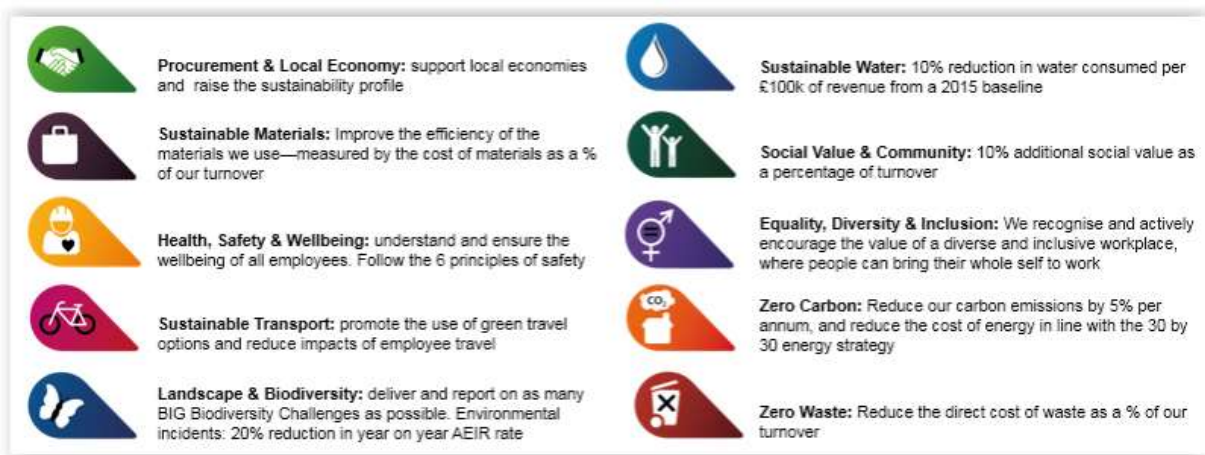 Procurement & Local Economy: support local economies
and raise the sustainability profile
Sustainable Materials: Improve the efficiency of the
materials we use—measured by the cost of materials as a %
of our turnover
Health, Safety & Wellbeing: understand and ensure the
wellbeing of all employees. Follow the 6 principles of safety
Sustainable Transport: promote the use of green travel
options and reduce impacts of employee travel
Landscape & Biodiversity: deliver and report on as many
BIG Biodiversity Challenges as possible. Environmental
incidents: 20% reduction in year on year AEIR rate
Sustainable Water: 10% reduction in water consumed per
£100k of revenue from a 2015 baseline
Social Value & Community: 10% additional social value as
a percentage of turnover
Equality, Diversity & Inclusion: We recognise and actively
encourage the value of a diverse and inclusive workplace,
where people can bring their whole self to work
CO₂
Zero Carbon: Reduce our carbon emissions by 5% per
annum, and reduce the cost of energy in line with the 30 by
30 energy strategy
Zero Waste: Reduce the direct cost of waste as a % of our
turnover